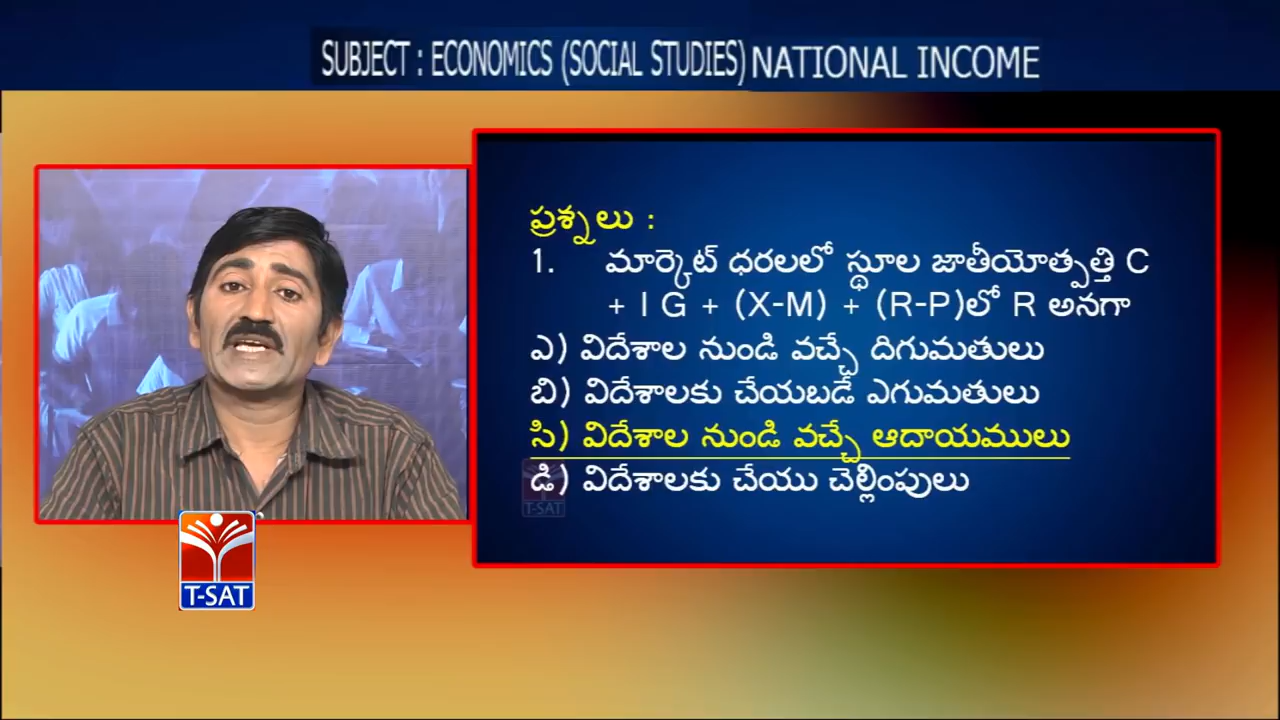 SUBJECT : ECONOMICS (SOCIAL STUDIES) NATIONAL INCOME
ప్రశ్నలు :
1. మార్కెట్ ధరలలో స్థూల జాతీయోత్పత్తి C
+ I G + (X-M) + (R-P)లో R అనగా
ఎ) విదేశాల నుండి వచ్చే దిగుమతులు
బి) విదేశాలకు చేయబడే ఎగుమతులు
సి) విదేశాల నుండి వచ్చే ఆదాయములు
డి) విదేశాలకు చేయు చెల్లింపులు
T-SAT
T-SAT